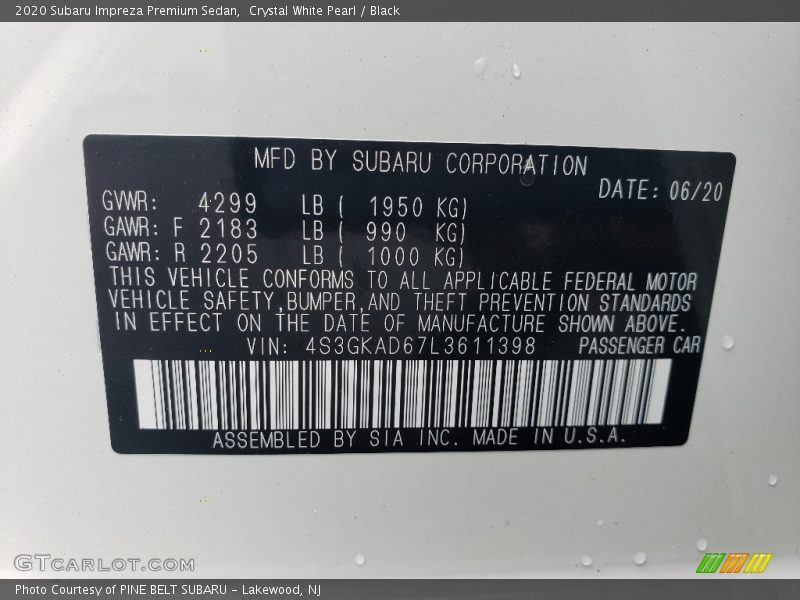 2020 Subaru Impreza Premium Sedan,  Crystal White Pearl / Black
MFD BY SUBARU CORPORATION
DATE: 06/20
GVWR: 4299 LB ( 1950 KG)
GAWR: F 2183 LB ( 990 KG)
GAWR: R 2205 LB ( 1000 KG)
THIS VEHICLE CONFORMS TO ALL APPLICABLE FEDERAL MOTOR
VEHICLE SAFETY,BUMPER,AND THEFT PREVENTION STANDARDS
IN EFFECT ON THE DATE OF MANUFACTURE SHOWN ABOVE.
VIN: 4S3GKAD67L3611398 PASSENGER CAR
ASSEMBLED BY SIA INC. MADE IN U.S.A.
GTCARLOT.COM
Photo Courtesy of PINE BELT SUBARU - Lakewood, NJ